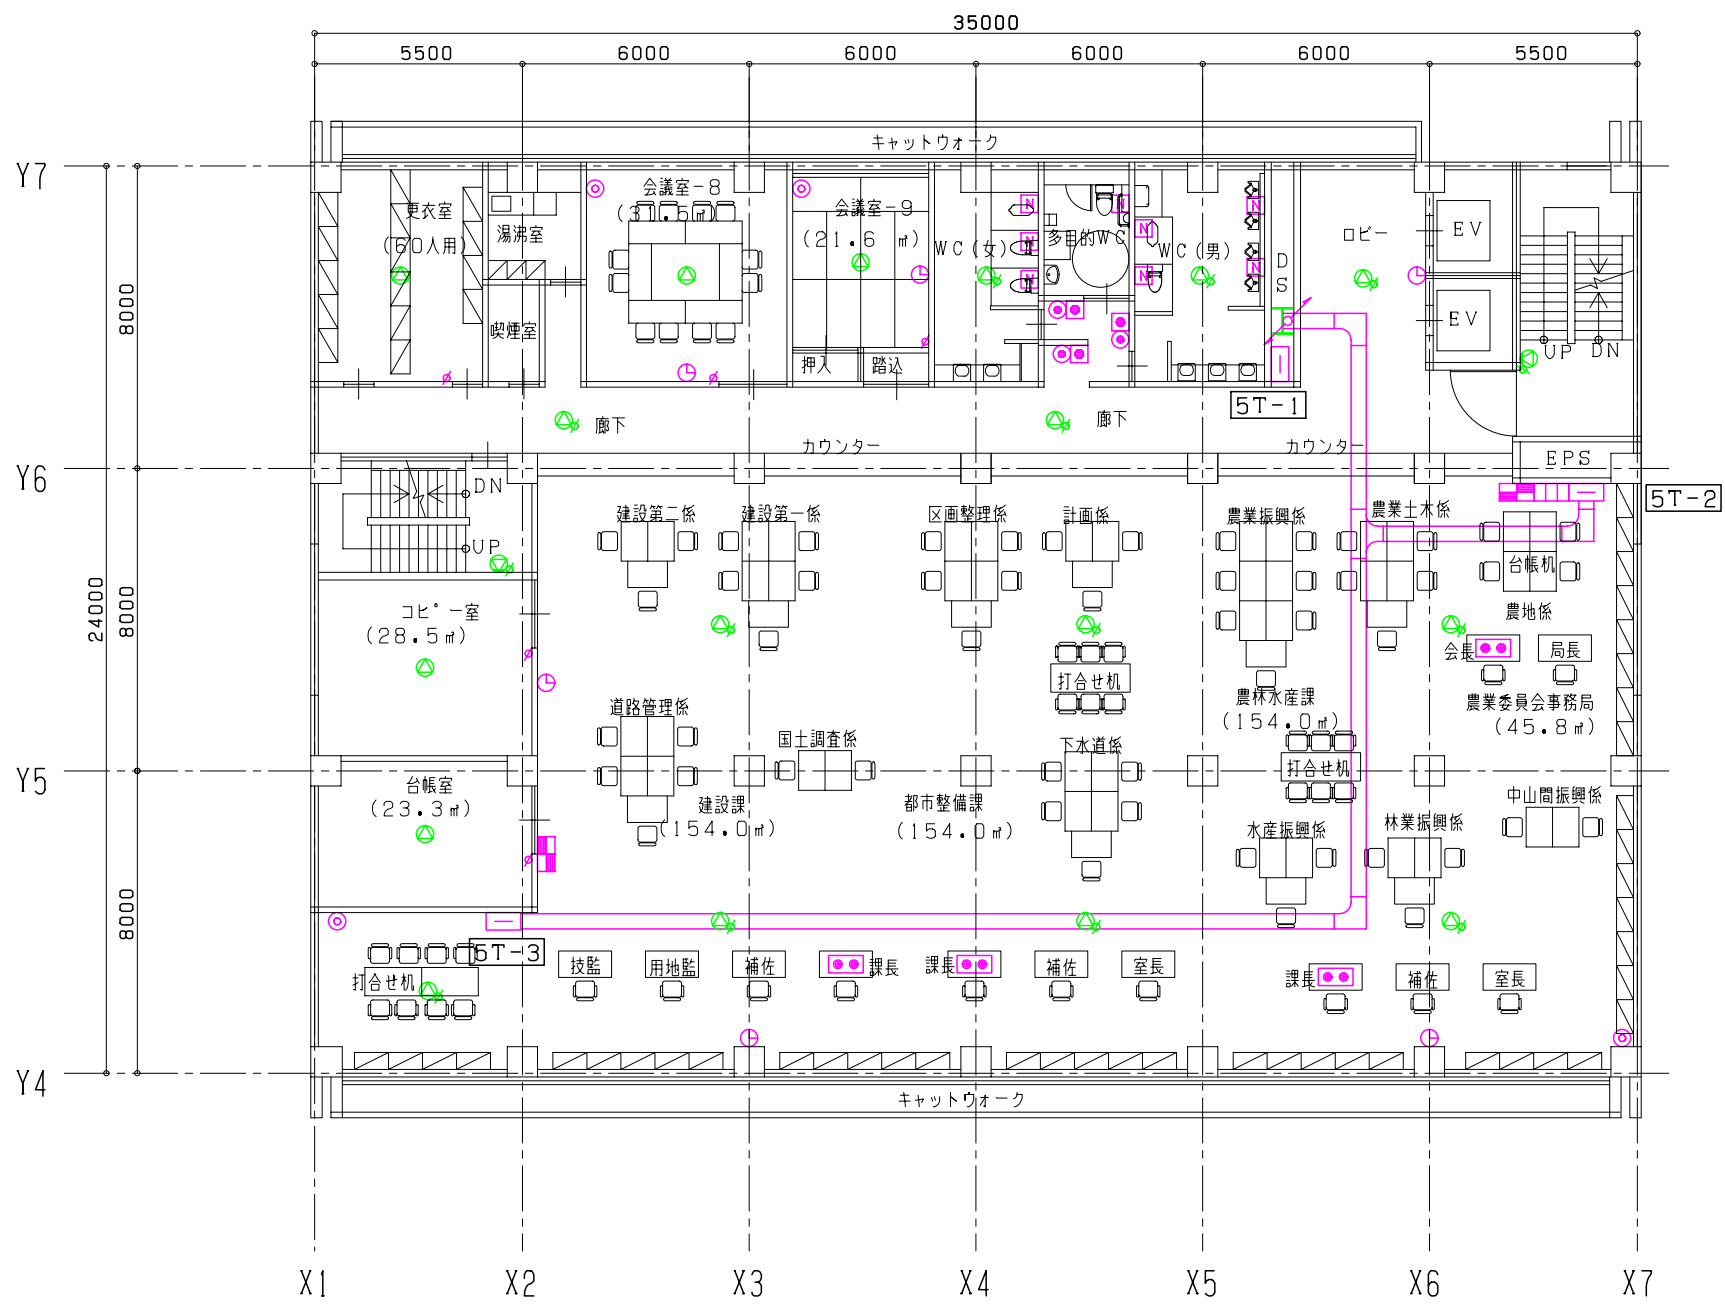 35000
5500 6000 6000 6000 6000 5500
キャットウォーク
Y7
更衣室
(60人用)
湯沸室
喫煙室
会議室-8
(31.5㎡)
会議室-9
(21.6 ㎡)
押入
踏込
WC(女)
多目的WC
WC(男)
DS
ロビー
EV
EV
UP DN
8000
5T-1
廊下
廊下
カウンター
カウンター
EPS
Y6
DN
UP
5T-2
建設第二係
建設第一係
区画整理係
計画係
農業振興係
農業土木係
台帳机
農地係
24000
8000
コピー室
(28.5㎡)
会長
局長
打合せ机
農林水産課
(154.0㎡)
農業委員会事務局
(45.8㎡)
道路管理係
国土調査係
下水道係
打合せ机
Y5
台帳室
(23.3㎡)
建設課
(154.0㎡)
都市整備課
(154.0㎡)
水産振興係
林業振興係
中山間振興係
8000
5T-3
打合せ机
技監
用地監
補佐
課長
課長
補佐
室長
課長
補佐
室長
Y4
キャットウォーク
X1 X2 X3 X4 X5 X6 X7